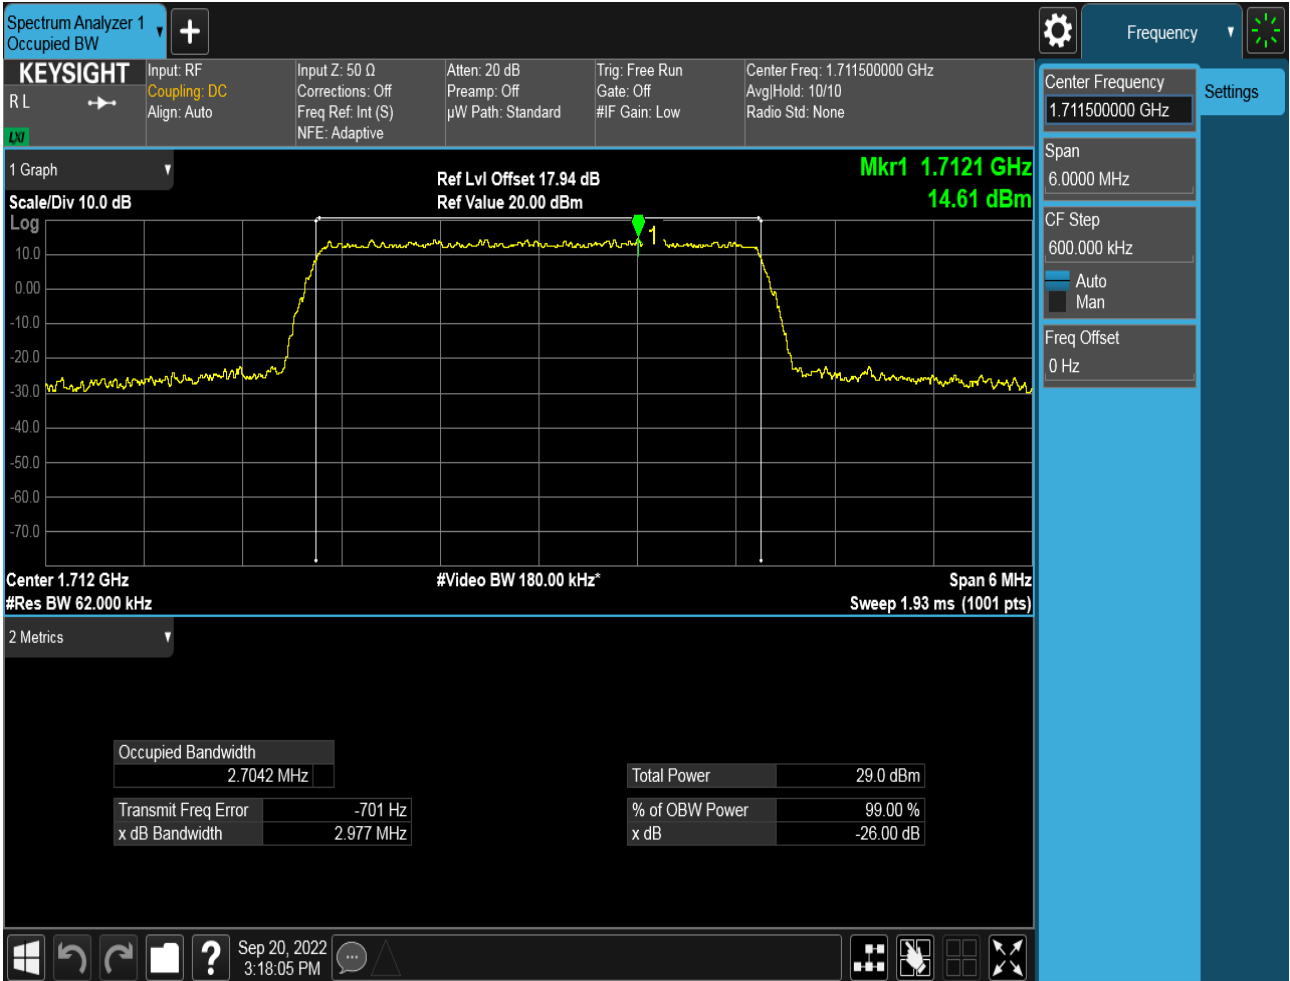 Spectrum Analyzer 1
Occupied BW
Frequency
KEYSIGHT
R L
LXI
Input: RF
Coupling: DC
Align: Auto
Input Z: 50 Ω
Corrections: Off
Freq Ref: Int (S)
NFE: Adaptive
Atten: 20 dB
Preamp: Off
µW Path: Standard
Trig: Free Run
Gate: Off
#IF Gain: Low
Center Freq: 1.711500000 GHz
Avg|Hold: 10/10
Radio Std: None
Center Frequency
1.711500000 GHz
Settings
Span
6.0000 MHz
CF Step
600.000 kHz
Auto
Man
Freq Offset
0 Hz
1 Graph
Scale/Div 10.0 dB
Ref Lvl Offset 17.94 dB
Ref Value 20.00 dBm
Mkr1 1.7121 GHz
14.61 dBm
Log
1
10.0
0.00
-10.0
-20.0
-30.0
-40.0
-50.0
-60.0
-70.0
Center 1.712 GHz
#Video BW 180.00 kHz*
Span 6 MHz
#Res BW 62.000 kHz
Sweep 1.93 ms (1001 pts)
2 Metrics
Occupied Bandwidth
2.7042 MHz
Total Power 29.0 dBm
Transmit Freq Error -701 Hz
% of OBW Power 99.00 %
x dB Bandwidth 2.977 MHz
x dB -26.00 dB
?
Sep 20, 2022
3:18:05 PM